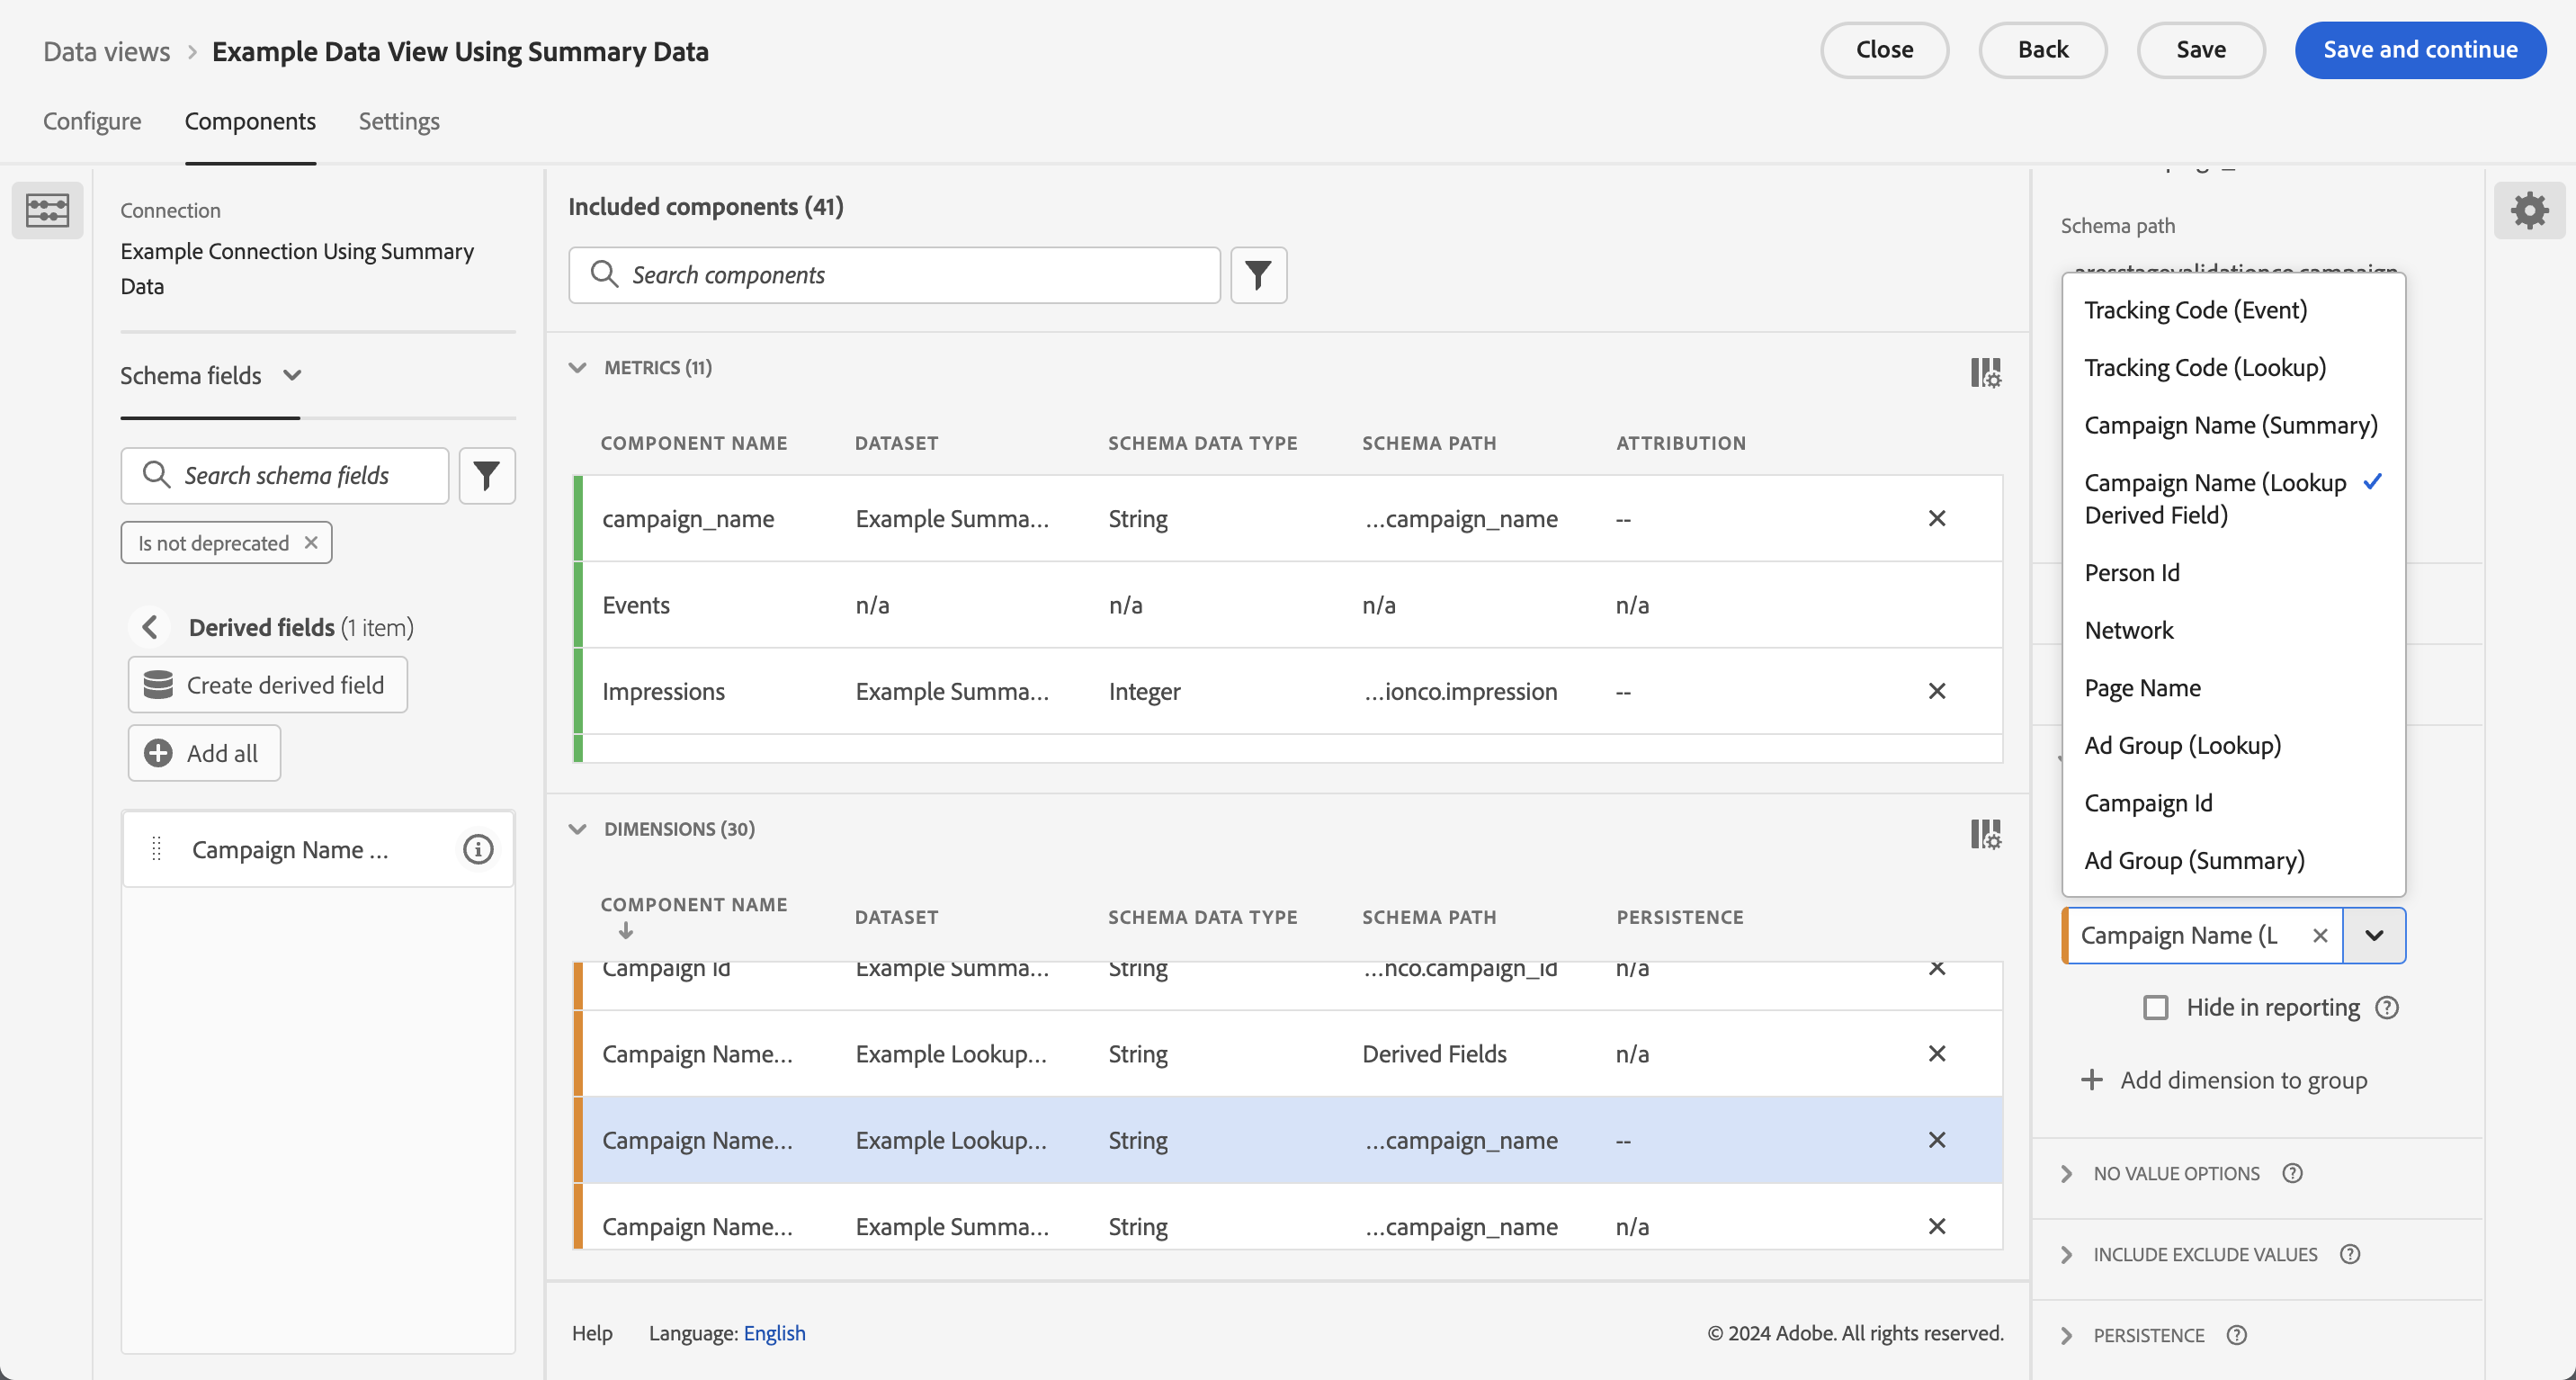 Data views > Example Data View Using Summary Data
Close
Back
Save
Save and continue
Configure
Components
Settings
Connection
Example Connection Using Summary
Data
Schema fields
Search schema fields
Is not deprecated
Derived fields (1 item)
Create derived field
Add all
Campaign Name ...
Included components (41)
Search components
METRICS (11)
COMPONENT NAME DATASET SCHEMA DATA TYPE SCHEMA PATH ATTRIBUTION
campaign_name Example Summa... String ...campaign_name --
Events n/a n/a n/a n/a
Impressions Example Summa... Integer ...ionco.impression --
DIMENSIONS (30)
COMPONENT NAME DATASET SCHEMA DATA TYPE SCHEMA PATH PERSISTENCE
Campaign Id Example Summa... String ...nco.campaign_id n/a
Campaign Name... Example Lookup... String Derived Fields n/a
Campaign Name... Example Lookup... String ...campaign_name --
Campaign Name... Example Summa... String ...campaign_name n/a
Help
Language: English
© 2024 Adobe. All rights reserved.
Schema path
Tracking Code (Event)
Tracking Code (Lookup)
Campaign Name (Summary)
Campaign Name (Lookup
Derived Field)
Person Id
Network
Page Name
Ad Group (Lookup)
Campaign Id
Ad Group (Summary)
Campaign Name (L
Hide in reporting
Add dimension to group
NO VALUE OPTIONS
INCLUDE EXCLUDE VALUES
PERSISTENCE